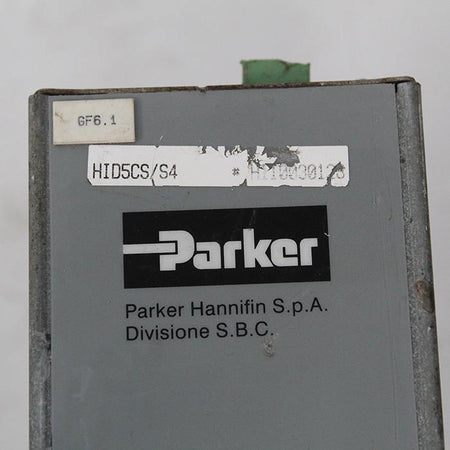 GF6.1
HID5CS/S4 #
Parker
Parker Hannifin S.p.A.
Divisione S.B.C.